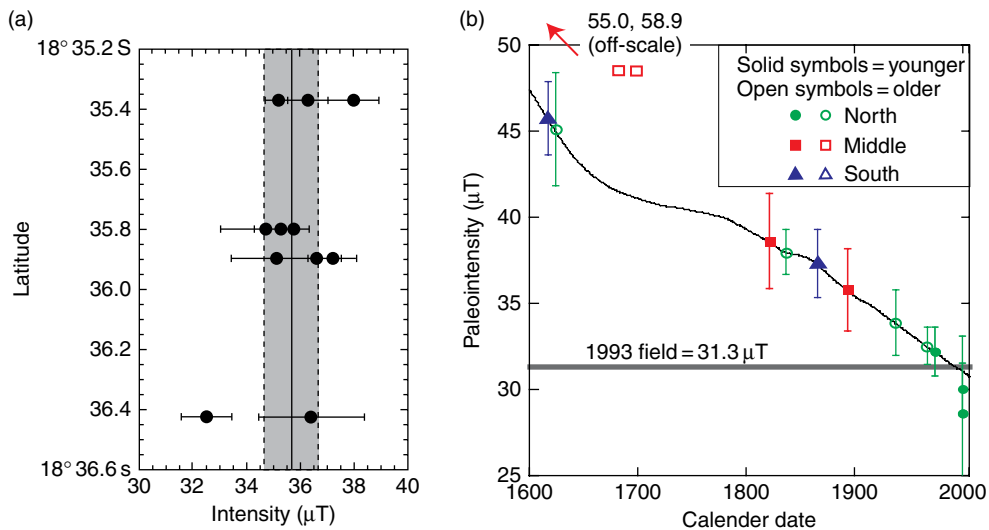 (a)
18° 35.2 S
35.4
35.6
35.8
36.0
36.2
36.4
18° 36.6 s
Latitude
30
32
34
36
38
40
Intensity (μT)
(b)
55.0, 58.9
(off-scale)
Solid symbols = younger
Open symbols = older
North
Middle
South
1993 field = 31.3 μT
50
45
40
35
30
25
Paleointensity (μT)
1600
1700
1800
1900
2000
Calender date